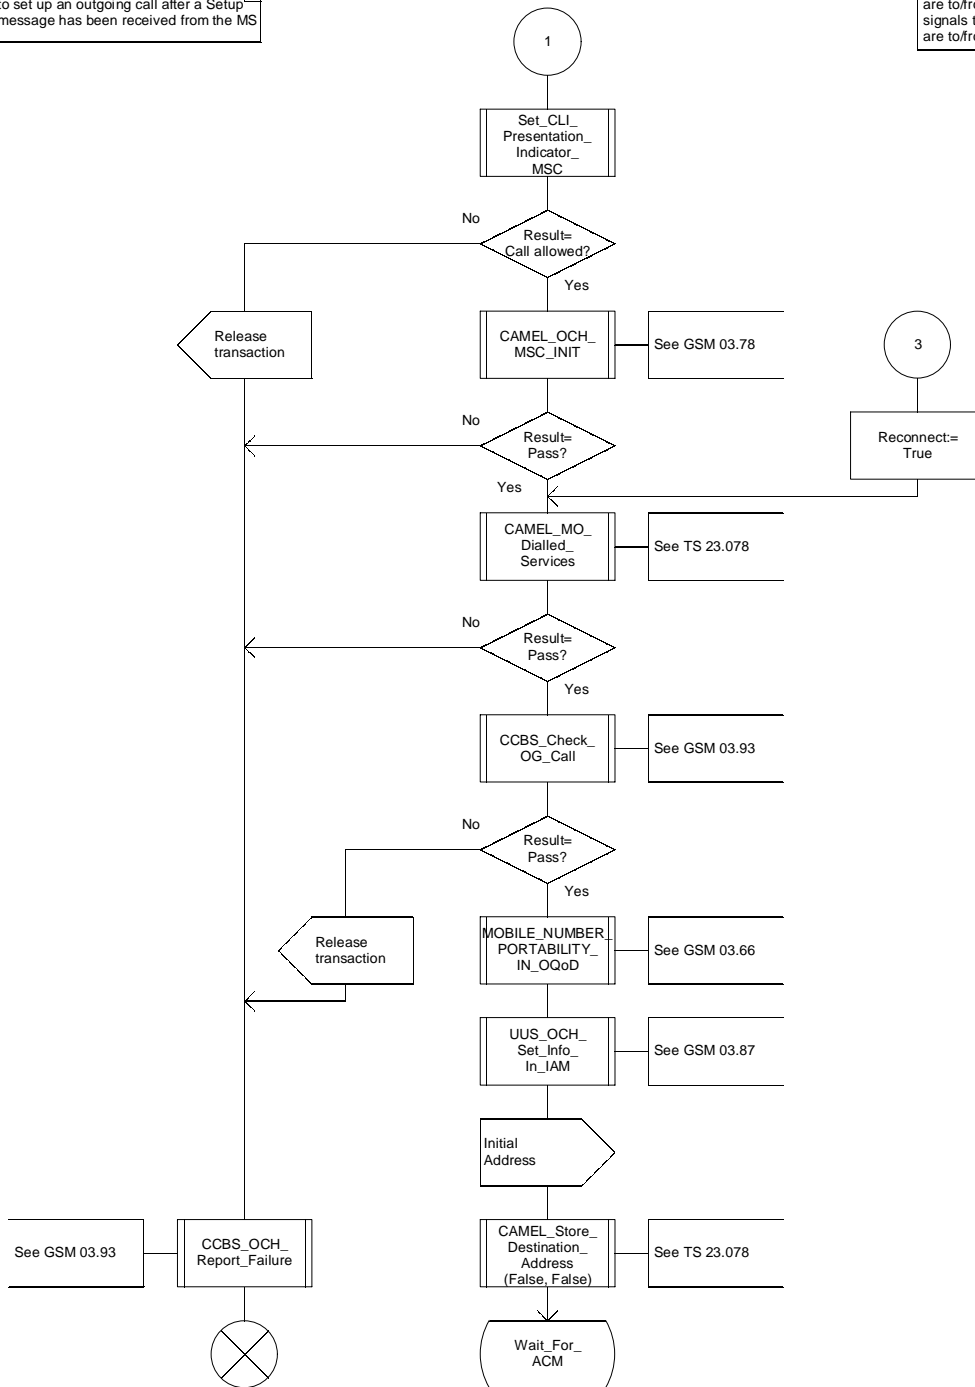 to set up an outgoing call after a Setup
message has been received from the MS
are to/fro
signals t
are to/fro
1
Set_CLI_
Presentation_
Indicator_
MSC
No
Result=
Call allowed?
Yes
Release
transaction
CAMEL_OCH_
MSC_INIT
See GSM 03.78
3
No
Result=
Pass?
Yes
Reconnect:=
True
CAMEL_MO_
Dialled_
Services
See TS 23.078
No
Result=
Pass?
Yes
CCBS_Check_
OG_Call
See GSM 03.93
No
Result=
Pass?
Yes
Release
transaction
MOBILE_NUMBER_
PORTABILITY_
IN_OQoD
See GSM 03.66
UUS_OCH_
Set_Info_
In_IAM
See GSM 03.87
Initial
Address
See GSM 03.93
CCBS_OCH_
Report_Failure
CAMEL_Store_
Destination_
Address
(False, False)
See TS 23.078
Wait_For_
ACM